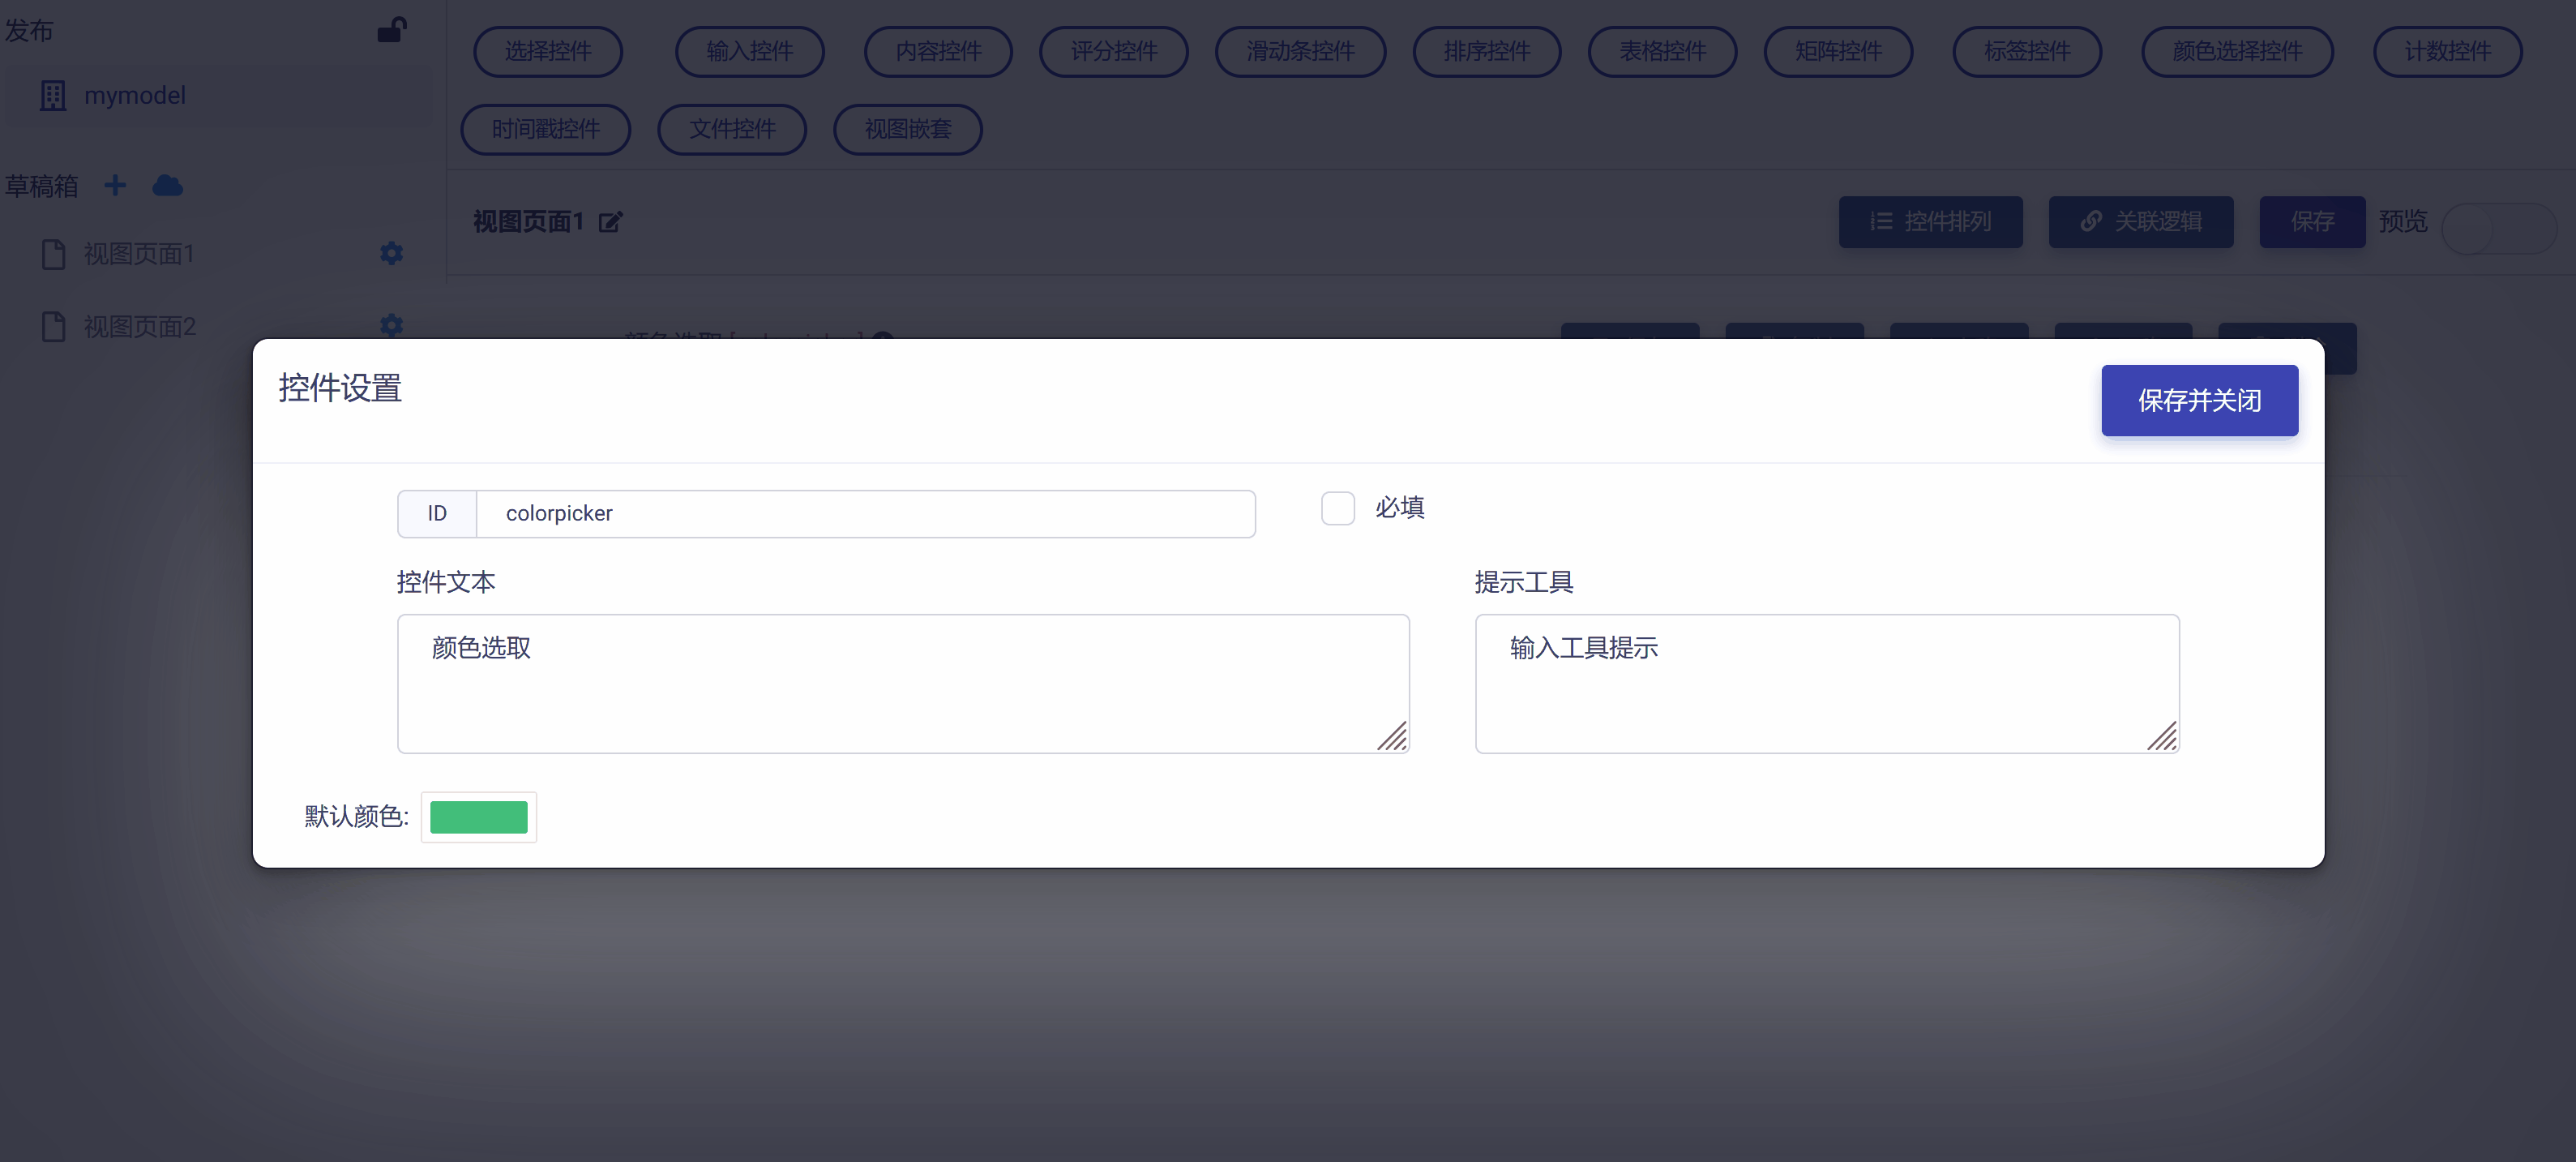 发布
mymodel
草稿箱
视图页面1
视图页面2
选择控件 输入控件 内容控件 评分控件 滑动条控件 排序控件 表格控件 矩阵控件 标签控件 颜色选择控件 计数控件
时间戳控件 文件控件 视图嵌套
视图页面1 控件排列 关联逻辑 保存 预览
控件设置 保存并关闭
ID colorpicker 必填
控件文本 提示工具
颜色选取 输入工具提示
默认颜色: